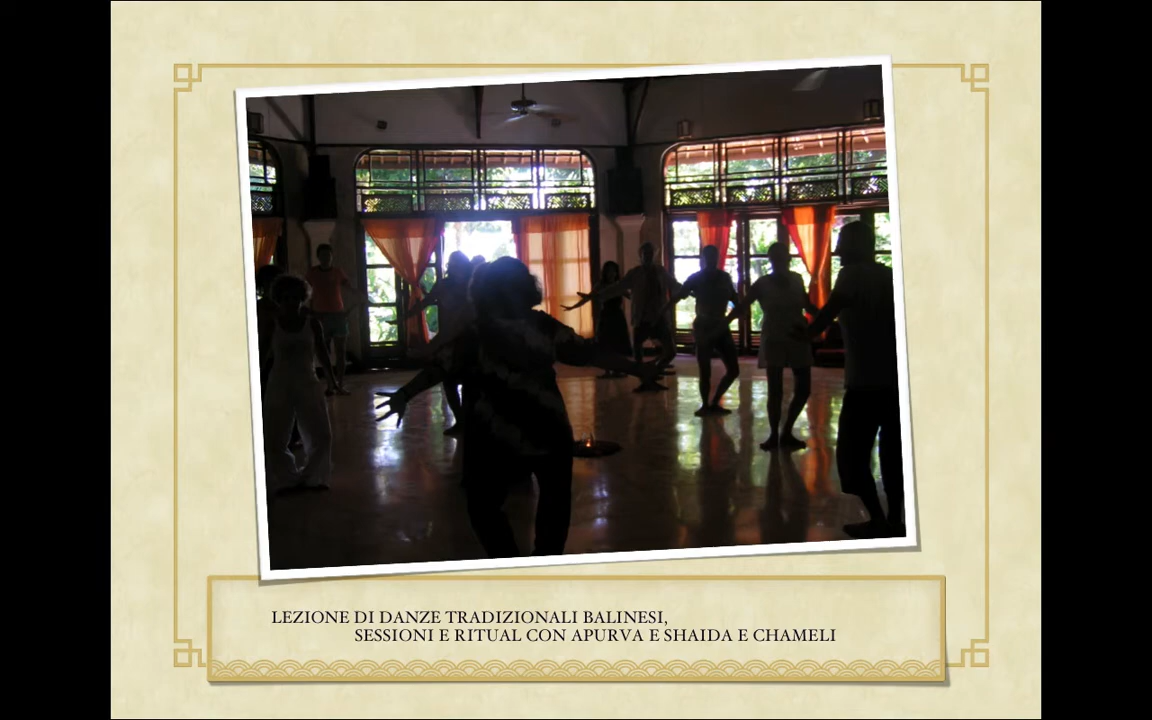 LEZIONE DI DANZE TRADIZIONALI BALINESI,
SESSIONI E RITUAL CON APURVA E SHAIDA E CHAMELI